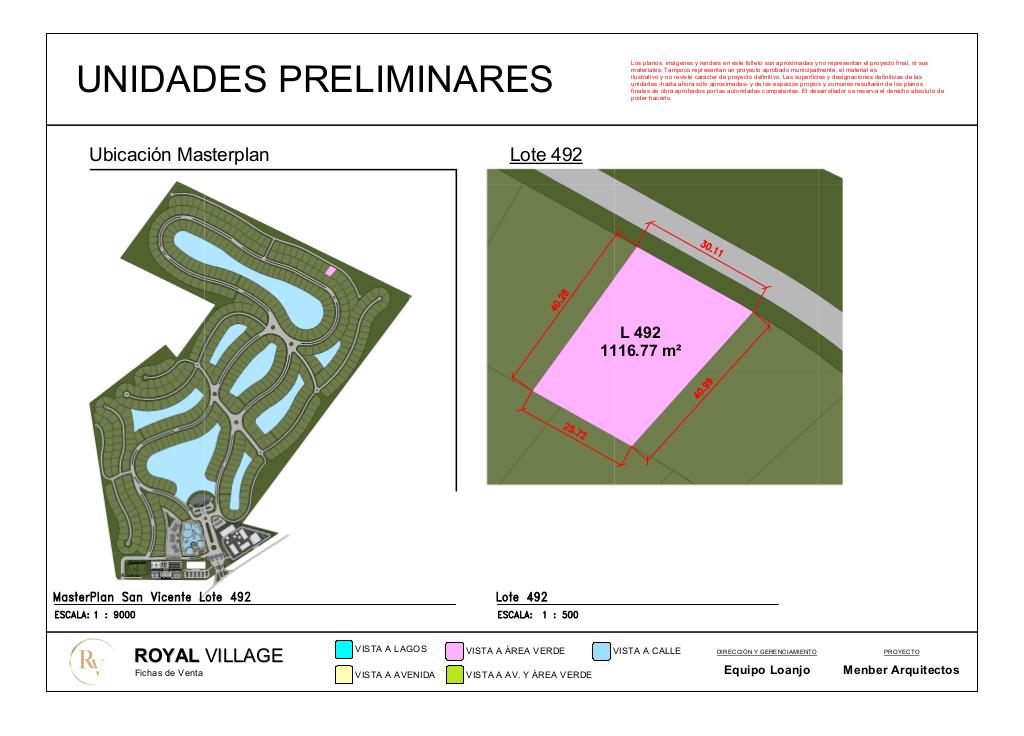 UNIDADES PRELIMINARES
Los planos, imágenes y renders en este folleto son aproximadas y no representan el proyecto final, ni sus
materiales. Tampoco representan un proyecto aprobado municipalmente, el material es
ilustrativo y no reviste carácter de proyecto definitivo. Las superficies y designaciones definitivas de las
unidades -hasta ahora sólo aproximadas- y de los espacios propios y comunes resultarán de los planos
finales de obra aprobados por las autoridades competentes. El desarrollador se reserva el derecho absoluto de
poder hacerlo.
Ubicación Masterplan
Lote 492
30.11
40.28
L 492
1116.77 m²
40.99
25.72
MasterPlan San Vicente Lote 492
ESCALA: 1 : 9000
Lote 492
ESCALA: 1 : 500
RV
ROYAL VILLAGE
Fichas de Venta
VISTA A LAGOS
VISTA A ÁREA VERDE
VISTA A CALLE
VISTA A AVENIDA
VISTA A AV. Y ÁREA VERDE
DIRECCIÓN Y GERENCIAMIENTO
Equipo Loanjo
PROYECTO
Menber Arquitectos